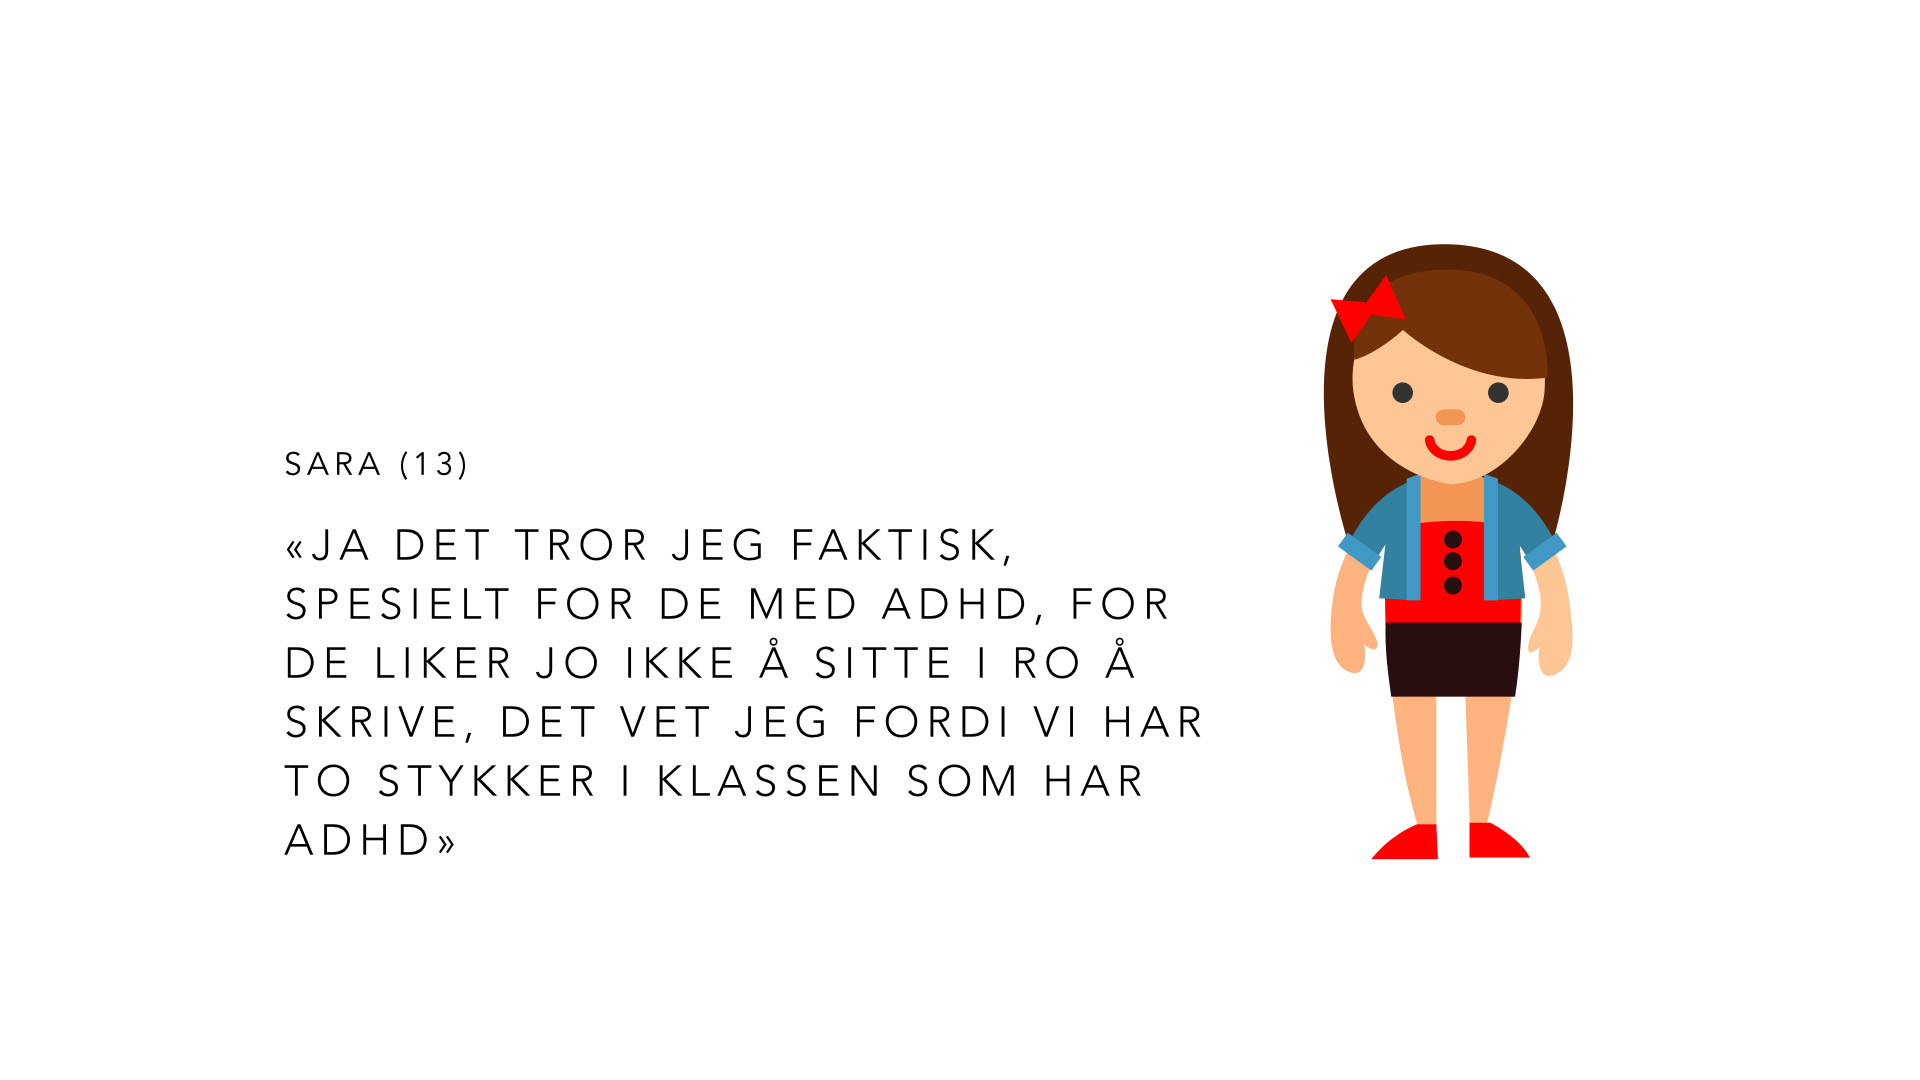 SARA (13)
«JA DET TROR JEG FAKTISK,
SPESIELT FOR DE MED ADHD, FOR
DE LIKER JO IKKE Å SITTE I RO Å
SKRIVE, DET VET JEG FORDI VI HAR
TO STYKKER I KLASSEN SOM HAR
ADHD»